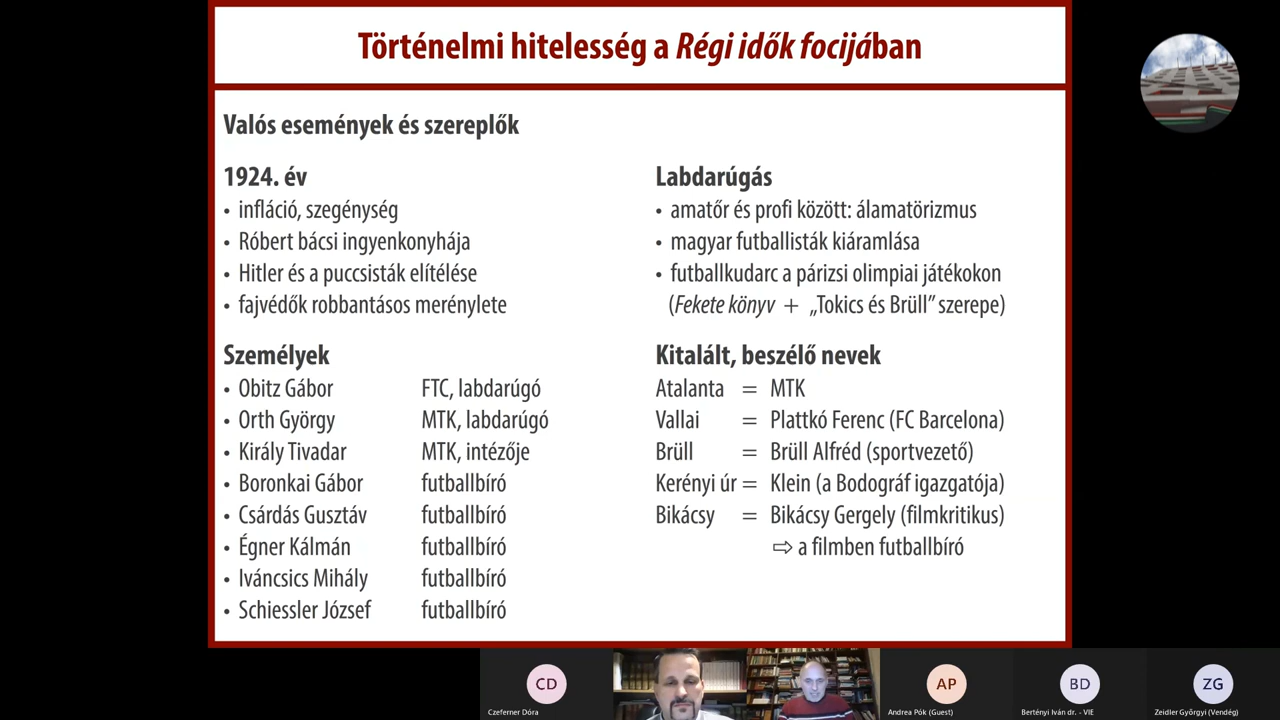 Történelmi hitelesség a Régi idők focijában
Valós események és szereplők
1924. év
• infláció, szegénység
• Róbert bácsi ingyenkonyhája
• Hitler és a puccsisták elítélése
• fajvédők robbantásos merénylete
Labdarúgás
• amatőr és profi között: álamatörizmus
• magyar futballisták kiáramlása
• futballkudarc a párizsi olimpiai játékokon
(Fekete könyv + „Tokics és Brüll” szerepe)
Személyek
• Obitz Gábor FTC, labdarúgó
• Orth György MTK, labdarúgó
• Király Tivadar MTK, intézője
• Boronkai Gábor futballbíró
• Csárdás Gusztáv futballbíró
• Égner Kálmán futballbíró
• Iváncsics Mihály futballbíró
• Schiessler József futballbíró
Kitalált, beszélő nevek
Atalanta = MTK
Vallai = Plattkó Ferenc (FC Barcelona)
Brüll = Brüll Alfréd (sportvezető)
Kerényi úr = Klein (a Bodográf igazgatója)
Bikácsy = Bikácsy Gergely (filmkritikus)
⇨ a filmben futballbíró
CD
AP
BD
ZG
Czeferner Dóra
Andrea Pók (Guest)
Bertényi Iván dr. - VIE
Zeidler Györgyi (Vendég)